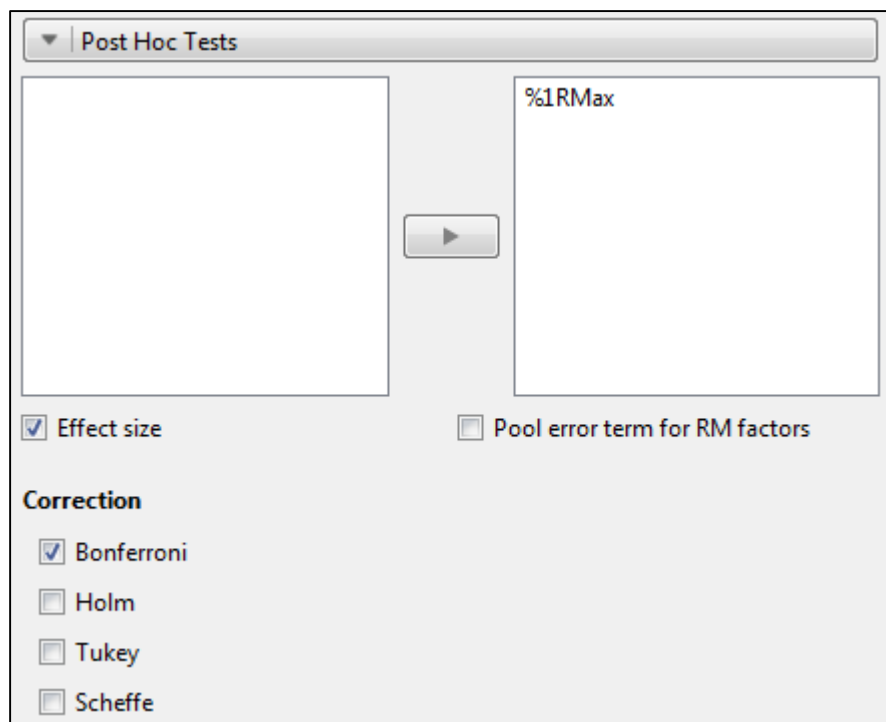 Post Hoc Tests
%1RMax
Effect size
Pool error term for RM factors
Correction
Bonferroni
Holm
Tukey
Scheffe